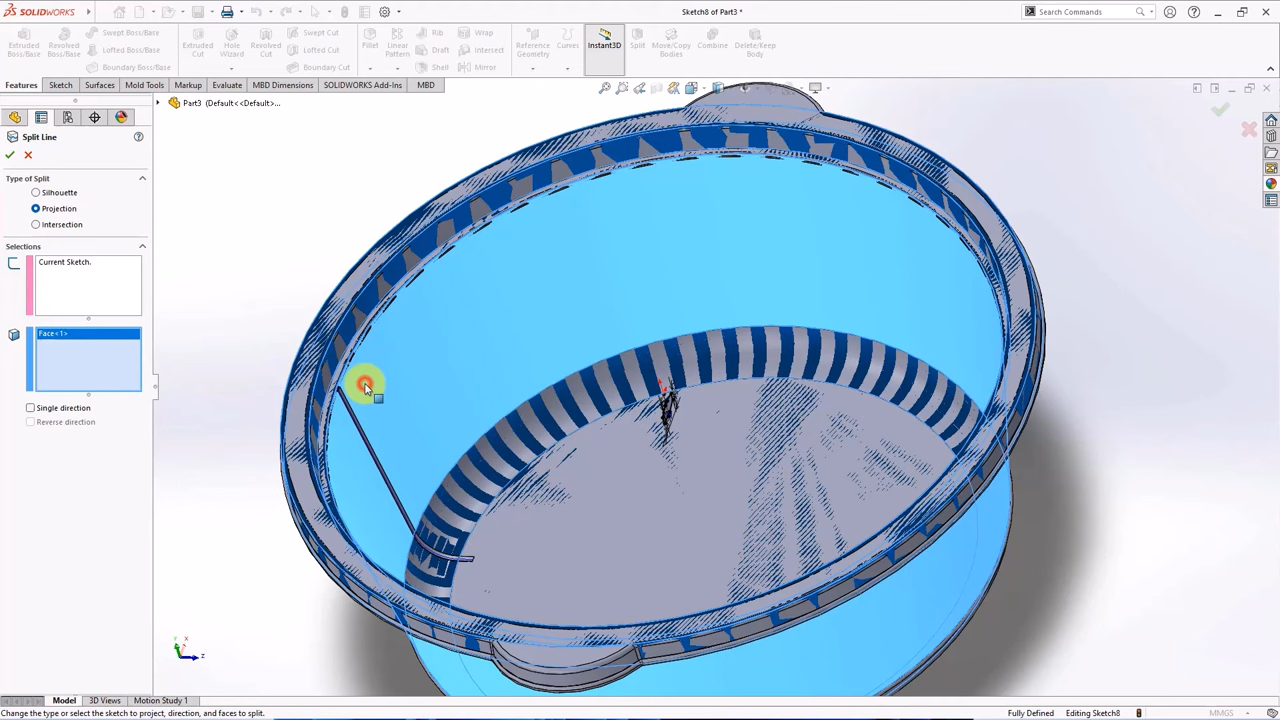 SOLIDWORKS
Sketch8 of Part3 *
Search Commands
Extruded Boss/Base
Revolved Boss/Base
Swept Boss/Base
Lofted Boss/Base
Boundary Boss/Base
Extruded Cut
Hole Wizard
Revolved Cut
Swept Cut
Lofted Cut
Boundary Cut
Fillet
Linear Pattern
Rib
Draft
Shell
Wrap
Intersect
Mirror
Reference Geometry
Curves
Instant3D
Split
Move/Copy Bodies
Combine
Delete/Keep Body
Features
Sketch
Surfaces
Mold Tools
Markup
Evaluate
MBD Dimensions
SOLIDWORKS Add-Ins
MBD
Part3 (Default<<Default>...
Split Line
Type of Split
Silhouette
Projection
Intersection
Selections
Current Sketch.
Face<1>
Single direction
Reverse direction
Y
X
Z
Model
3D Views
Motion Study 1
Change the type or select the sketch to project, direction, and faces to split.
Fully Defined
Editing Sketch8
MMGS